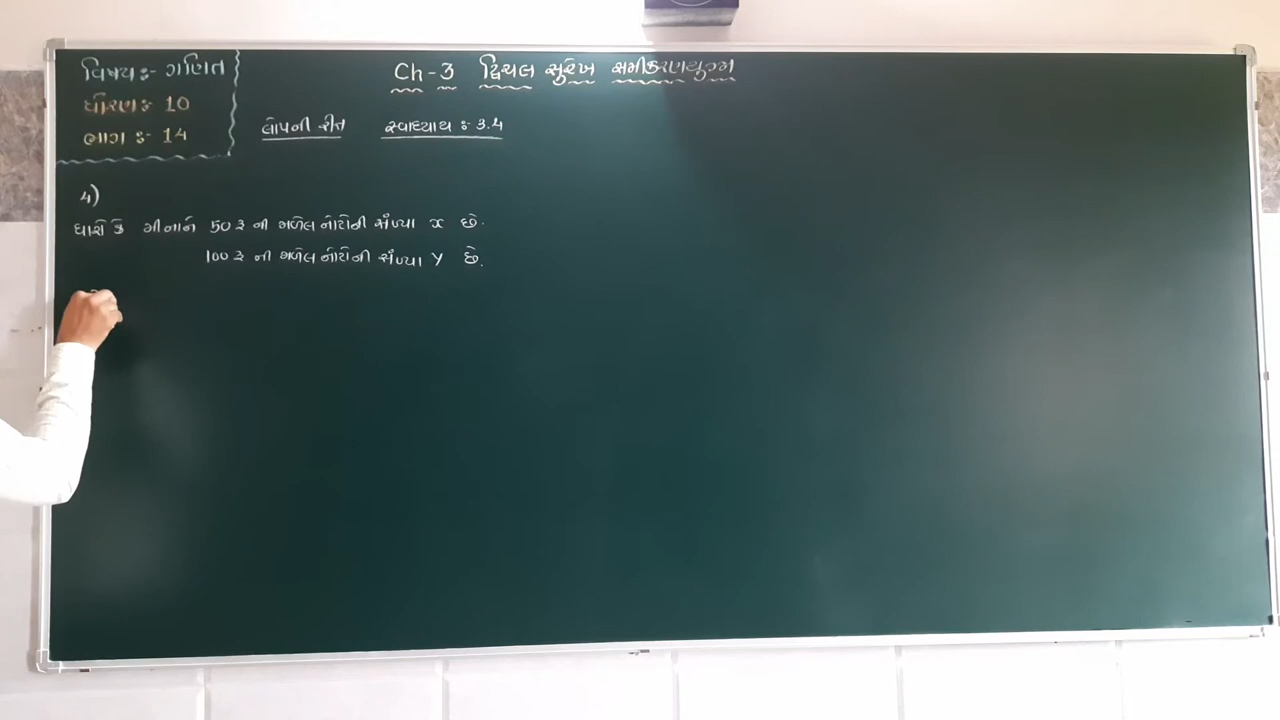 વિષય :- ગણિત
ધોરણ :- 10
ભાગ :- 14
Ch-3 દ્વિચલ સુરેખ સમીકરણયુગ્મ
લોપની રીત સ્વાધ્યાય :- 3.4
4)
ધારો કે મીનાને 50 રૂ ની મળેલ નોટોની સંખ્યા x છે.
100 રૂ ની મળેલ નોટોની સંખ્યા y છે.